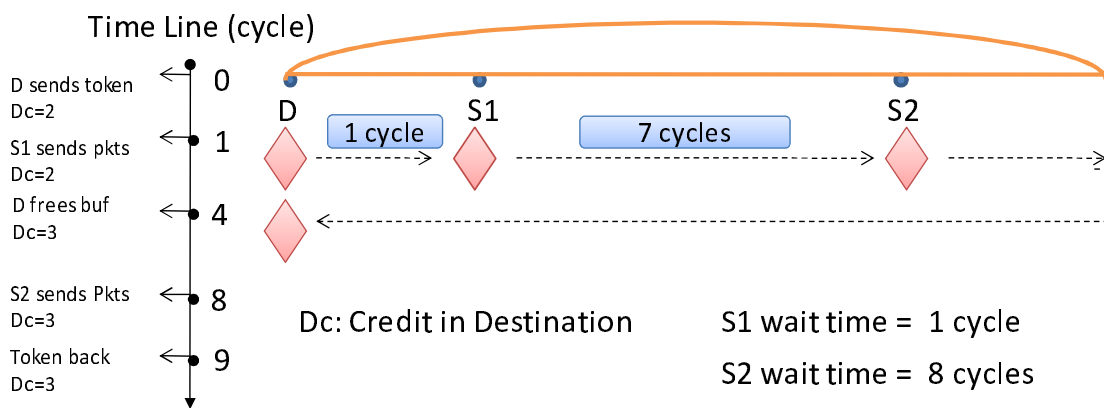 Time Line (cycle)
0
D sends token
Dc=2
D
S1
S2
1
1 cycle
7 cycles
S1 sends pkts
Dc=2
D frees buf
Dc=3
4
S2 sends Pkts
Dc=3
8
Dc: Credit in Destination
S1 wait time = 1 cycle
Token back
Dc=3
9
S2 wait time = 8 cycles